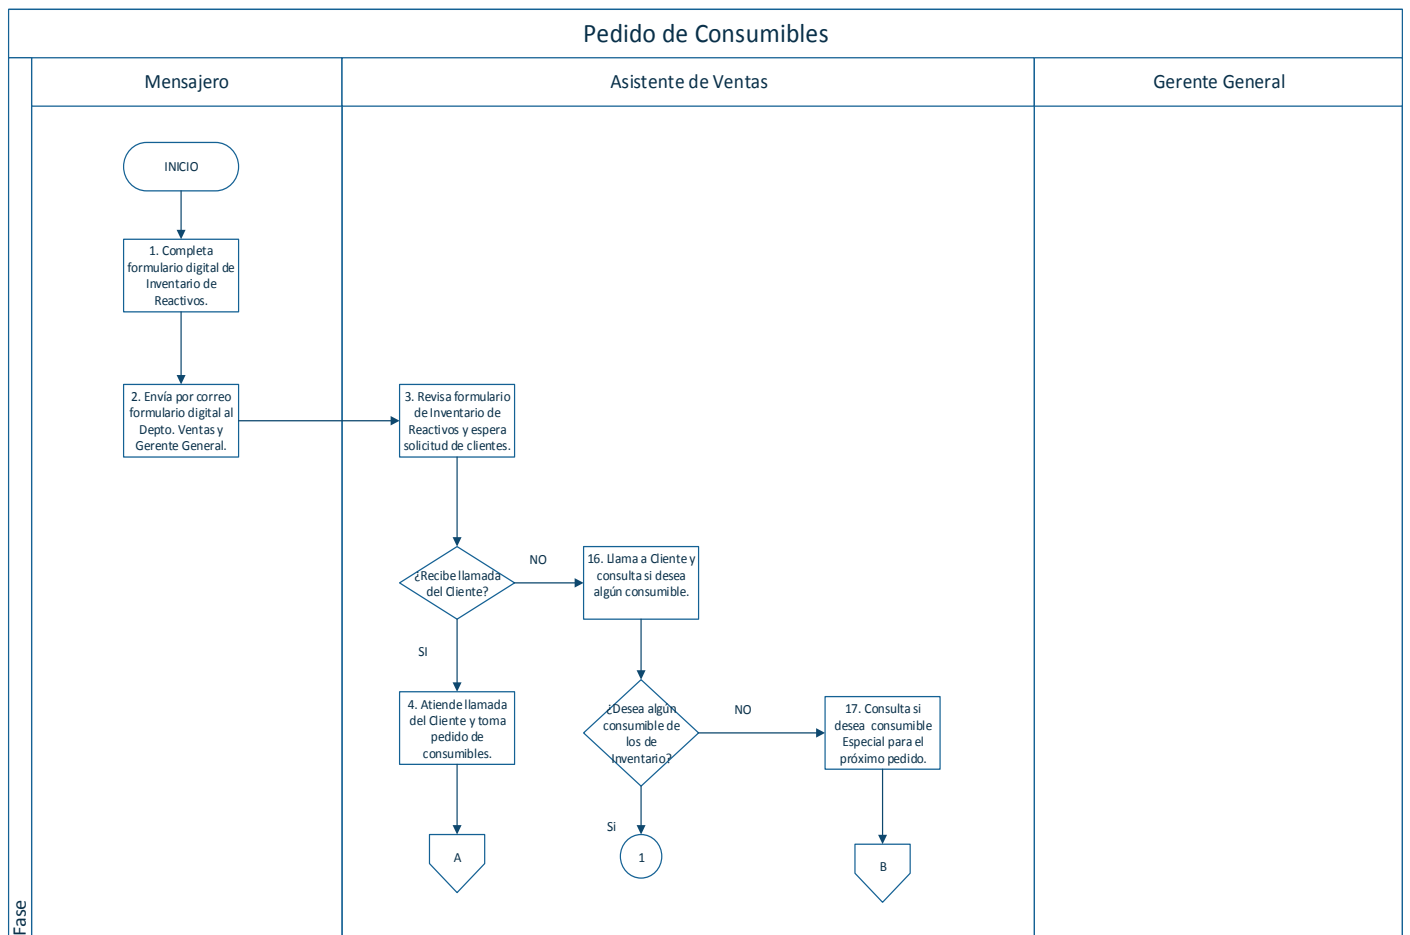 Pedido de Consumibles
Mensajero
Asistente de Ventas
Gerente General
INICIO
1. Completa
formulario digital de
Inventario de
Reactivos.
2. Envía por correo
formulario digital al
Depto. Ventas y
Gerente General.
3. Revisa formulario
de Inventario de
Reactivos y espera
solicitud de clientes.
¿Recibe llamada
del Cliente?
NO
16. Llama a Cliente y
consulta si desea
algún consumible.
SI
4. Atiende llamada
del Cliente y toma
pedido de
consumibles.
¿Desea algún
consumible de
los de
Inventario?
NO
17. Consulta si
desea consumible
Especial para el
próximo pedido.
Si
A
1
B
Fase